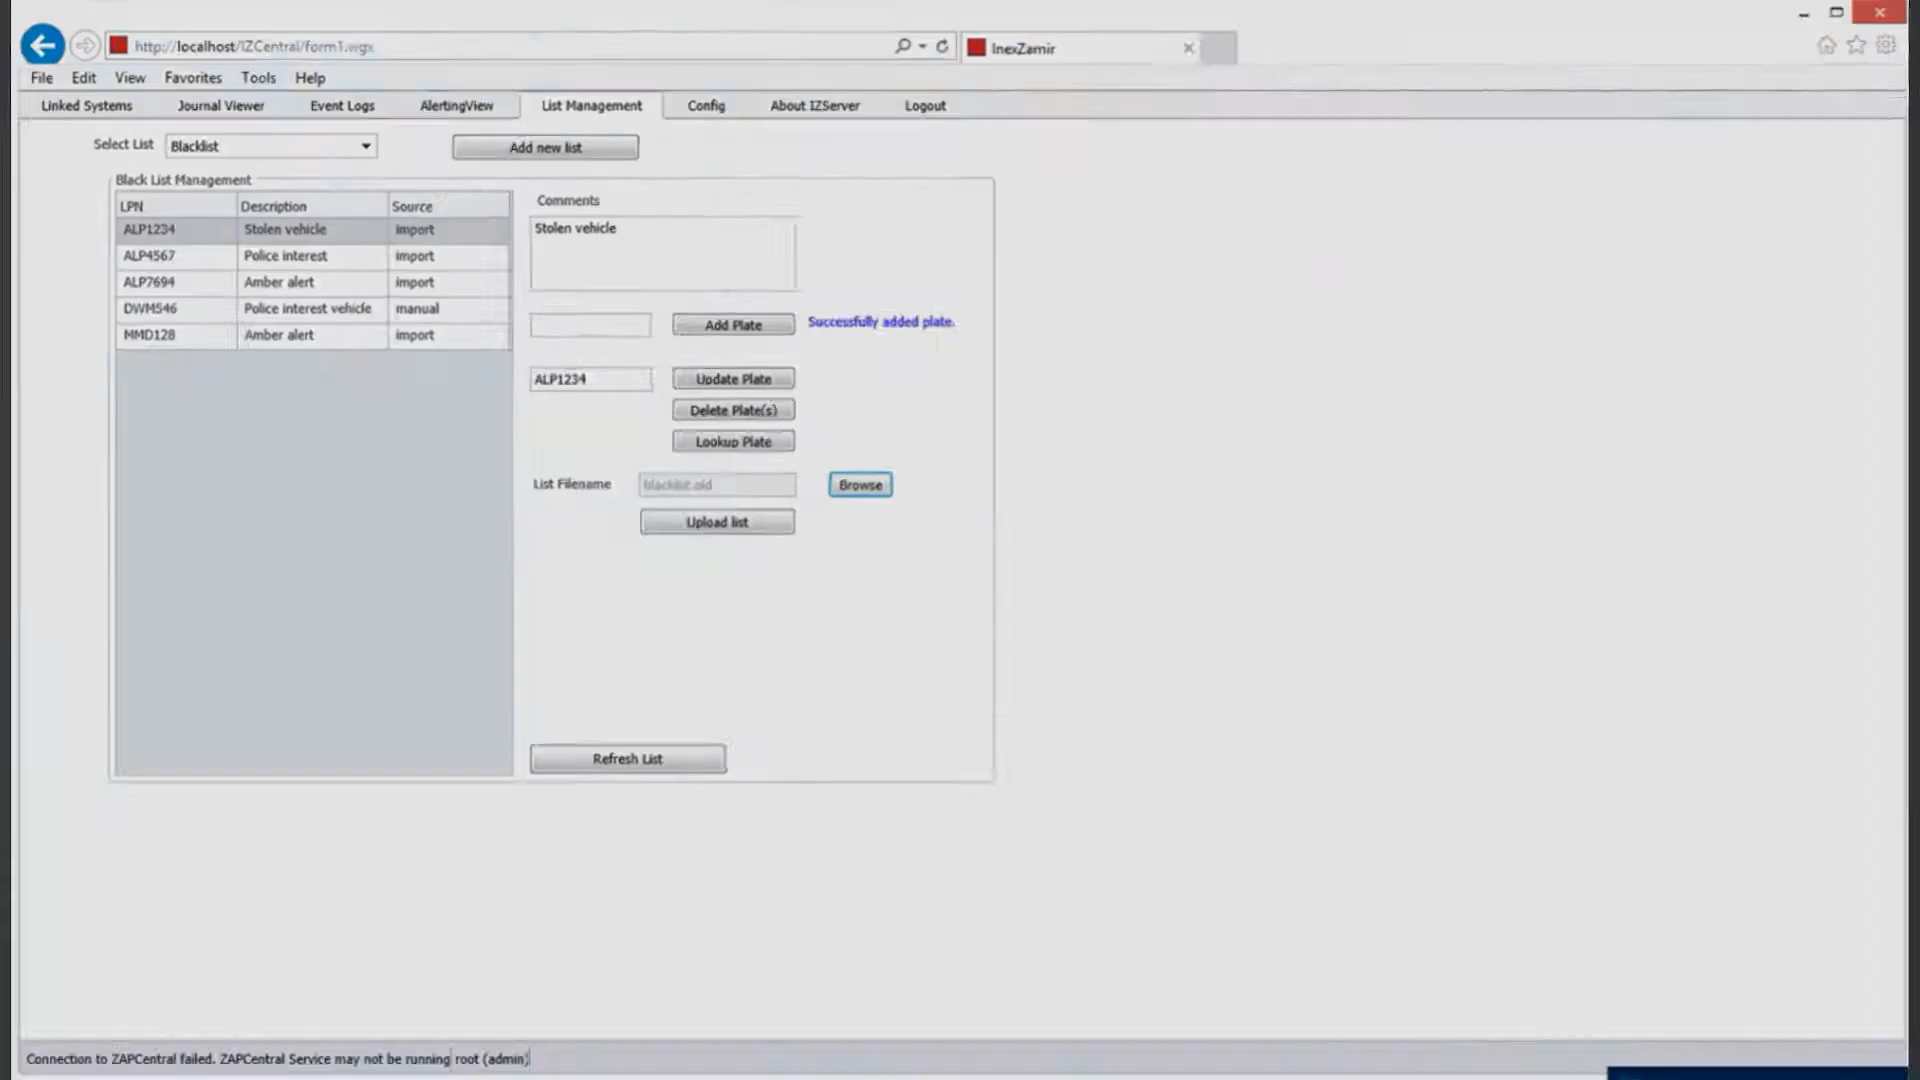 http://localhost/IZCentral/form1.wgx
InexZamir
File Edit View Favorites Tools Help
Linked Systems Journal Viewer Event Logs AlertingView List Management Config About IZServer Logout
Select List Blacklist Add new list
Black List Management
LPN Description Source
ALP1234 Stolen vehicle import
ALP4567 Police interest import
ALP7694 Amber alert import
DWM546 Police interest vehicle manual
MMD128 Amber alert import
Comments
Stolen vehicle
Add Plate Successfully added plate.
ALP1234 Update Plate
Delete Plate(s)
Lookup Plate
List Filename blacklist.old Browse
Upload list
Refresh List
Connection to ZAPCentral failed. ZAPCentral Service may not be running root (admin)